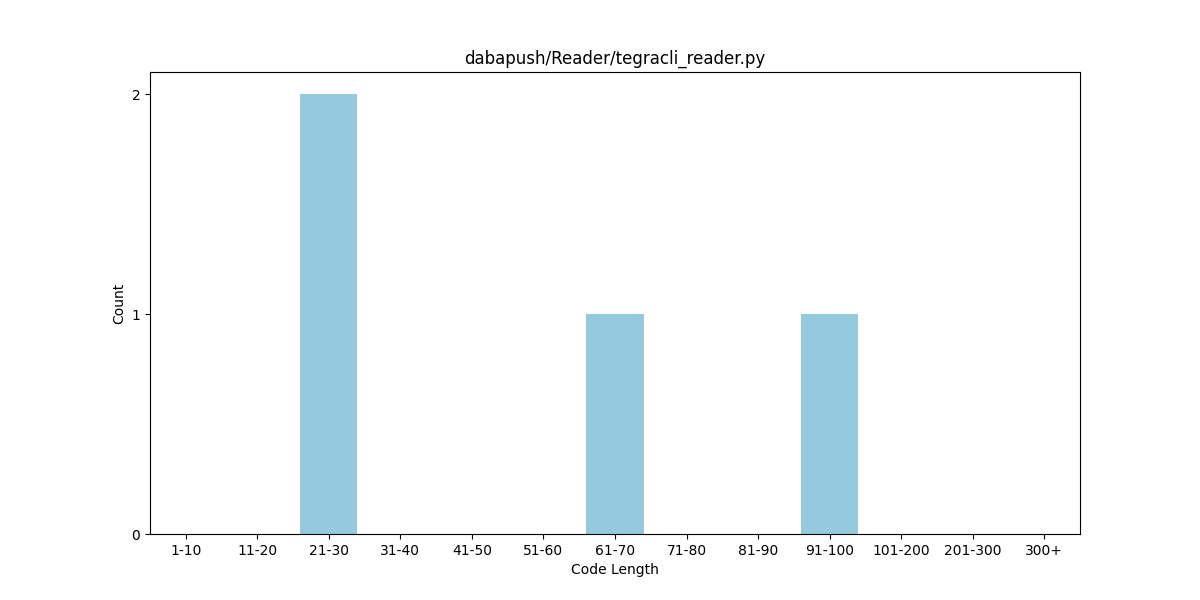 dabapush/Reader/tegracli_reader.py
2
1
0
Count
1-10 11-20 21-30 31-40 41-50 51-60 61-70 71-80 81-90 91-100 101-200 201-300 300+
Code Length